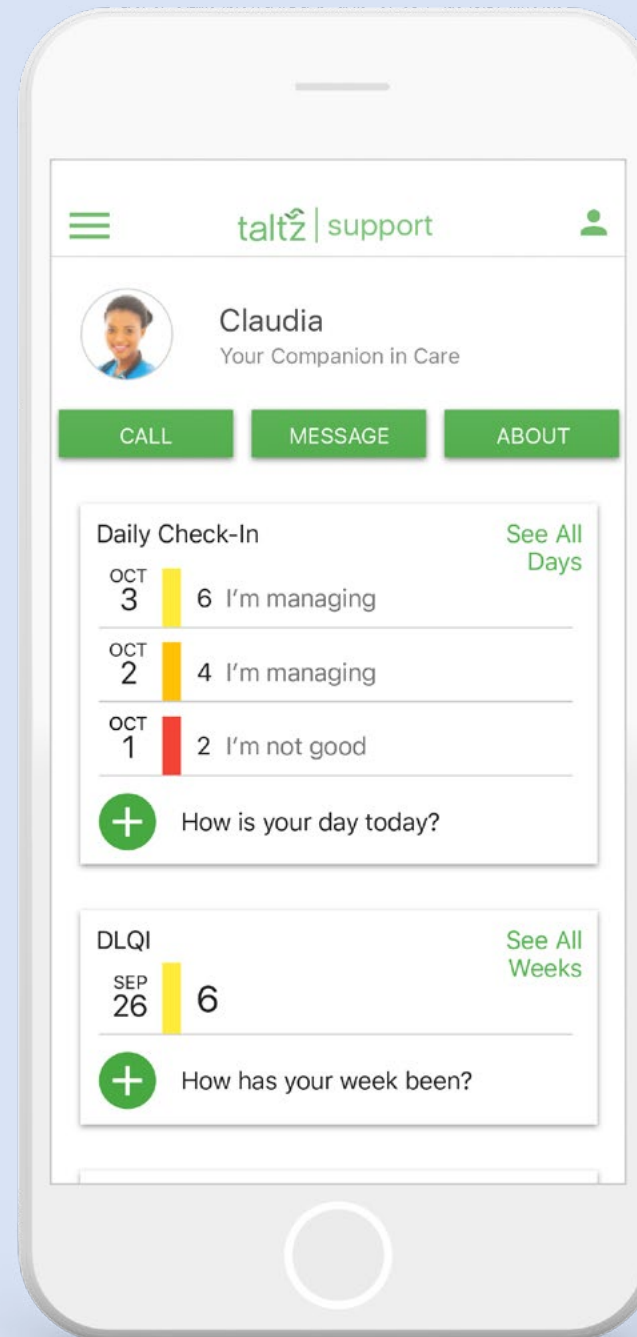 taltz | support
Claudia
Your Companion in Care
CALL MESSAGE ABOUT
Daily Check-In
See All
Days
OCT
3
6 I'm managing
OCT
2
4 I'm managing
OCT
1
2 I'm not good
+ How is your day today?
DLQI
See All
Weeks
SEP
26
6
+ How has your week been?